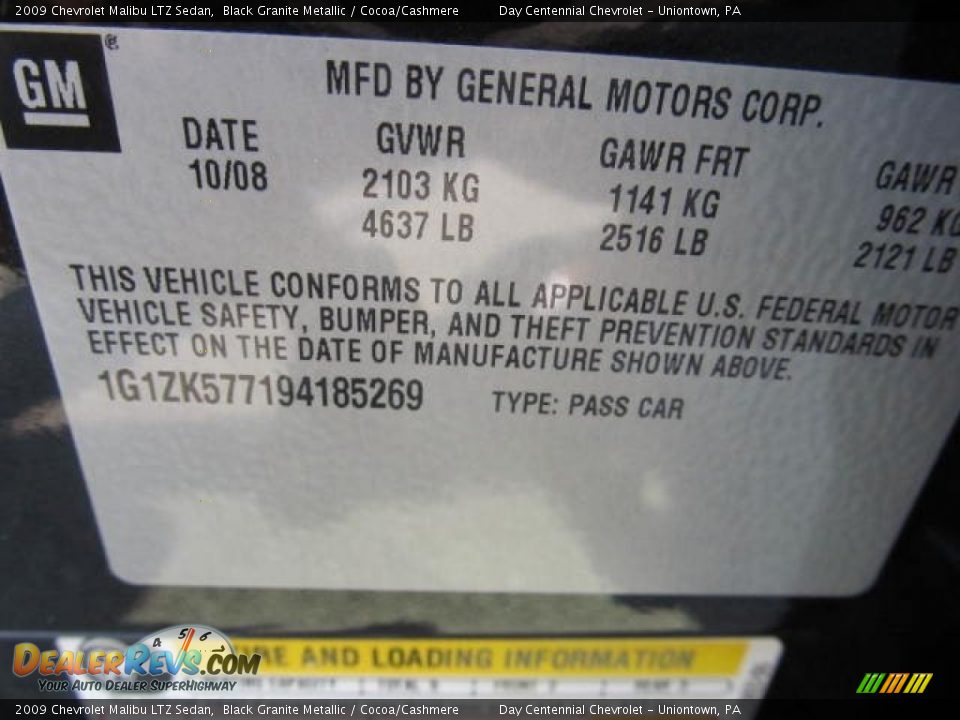 2009 Chevrolet Malibu LTZ Sedan, Black Granite Metallic / Cocoa/Cashmere Day Centennial Chevrolet - Uniontown, PA
GM ®
MFD BY GENERAL MOTORS CORP.
DATE GVWR GAWR FRT GAWR
10/08 2103 KG 1141 KG 962 KG
4637 LB 2516 LB 2121 LB
THIS VEHICLE CONFORMS TO ALL APPLICABLE U.S. FEDERAL MOTOR
VEHICLE SAFETY, BUMPER, AND THEFT PREVENTION STANDARDS IN
EFFECT ON THE DATE OF MANUFACTURE SHOWN ABOVE.
1G1ZK577194185269 TYPE: PASS CAR
AND LOADING INFORMATION
4 5 6
DEALERREVS.COM
YOUR AUTO DEALER SUPERHIGHWAY
2009 Chevrolet Malibu LTZ Sedan, Black Granite Metallic / Cocoa/Cashmere Day Centennial Chevrolet - Uniontown, PA